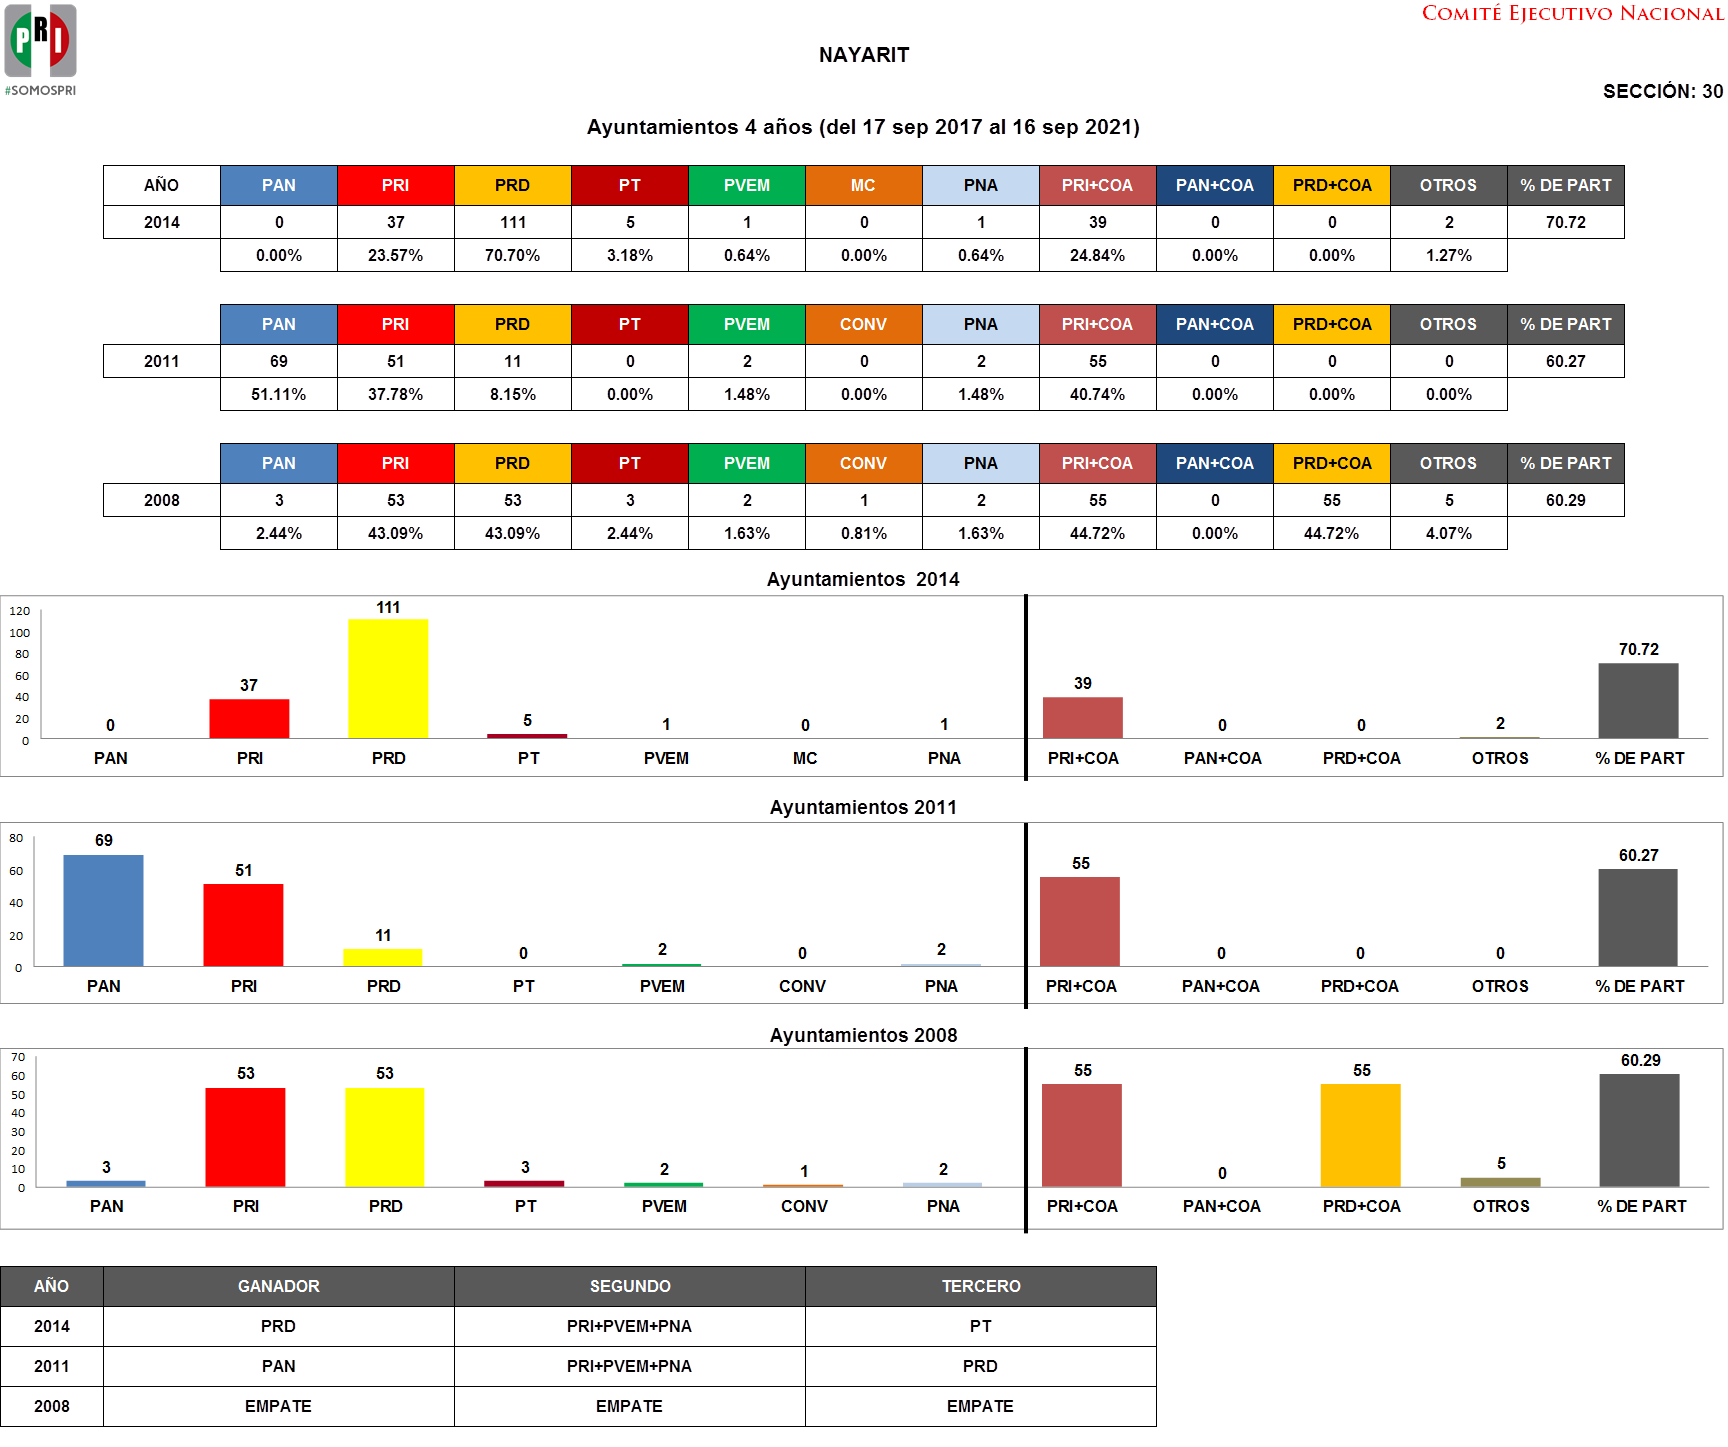 COMITÉ EJECUTIVO NACIONAL
PRI
#SOMOSPRI
NAYARIT
SECCIÓN: 30
Ayuntamientos 4 años (del 17 sep 2017 al 16 sep 2021)
AÑO PAN PRI PRD PT PVEM MC PNA PRI+COA PAN+COA PRD+COA OTROS % DE PART
2014 0 37 111 5 1 0 1 39 0 0 2 70.72
0.00% 23.57% 70.70% 3.18% 0.64% 0.00% 0.64% 24.84% 0.00% 0.00% 1.27%
PAN PRI PRD PT PVEM CONV PNA PRI+COA PAN+COA PRD+COA OTROS % DE PART
2011 69 51 11 0 2 0 2 55 0 0 0 60.27
51.11% 37.78% 8.15% 0.00% 1.48% 0.00% 1.48% 40.74% 0.00% 0.00% 0.00%
PAN PRI PRD PT PVEM CONV PNA PRI+COA PAN+COA PRD+COA OTROS % DE PART
2008 3 53 53 3 2 1 2 55 0 55 5 60.29
2.44% 43.09% 43.09% 2.44% 1.63% 0.81% 1.63% 44.72% 0.00% 44.72% 4.07%
Ayuntamientos 2014
120
100
80
60
40
20
0
0 37 111 5 1 0 1 39 0 0 2 70.72
PAN PRI PRD PT PVEM MC PNA PRI+COA PAN+COA PRD+COA OTROS % DE PART
Ayuntamientos 2011
80
60
40
20
0
69 51 11 0 2 0 2 55 0 0 0 60.27
PAN PRI PRD PT PVEM CONV PNA PRI+COA PAN+COA PRD+COA OTROS % DE PART
Ayuntamientos 2008
70
60
50
40
30
20
10
0
3 53 53 3 2 1 2 55 0 55 5 60.29
PAN PRI PRD PT PVEM CONV PNA PRI+COA PAN+COA PRD+COA OTROS % DE PART
AÑO GANADOR SEGUNDO TERCERO
2014 PRD PRI+PVEM+PNA PT
2011 PAN PRI+PVEM+PNA PRD
2008 EMPATE EMPATE EMPATE